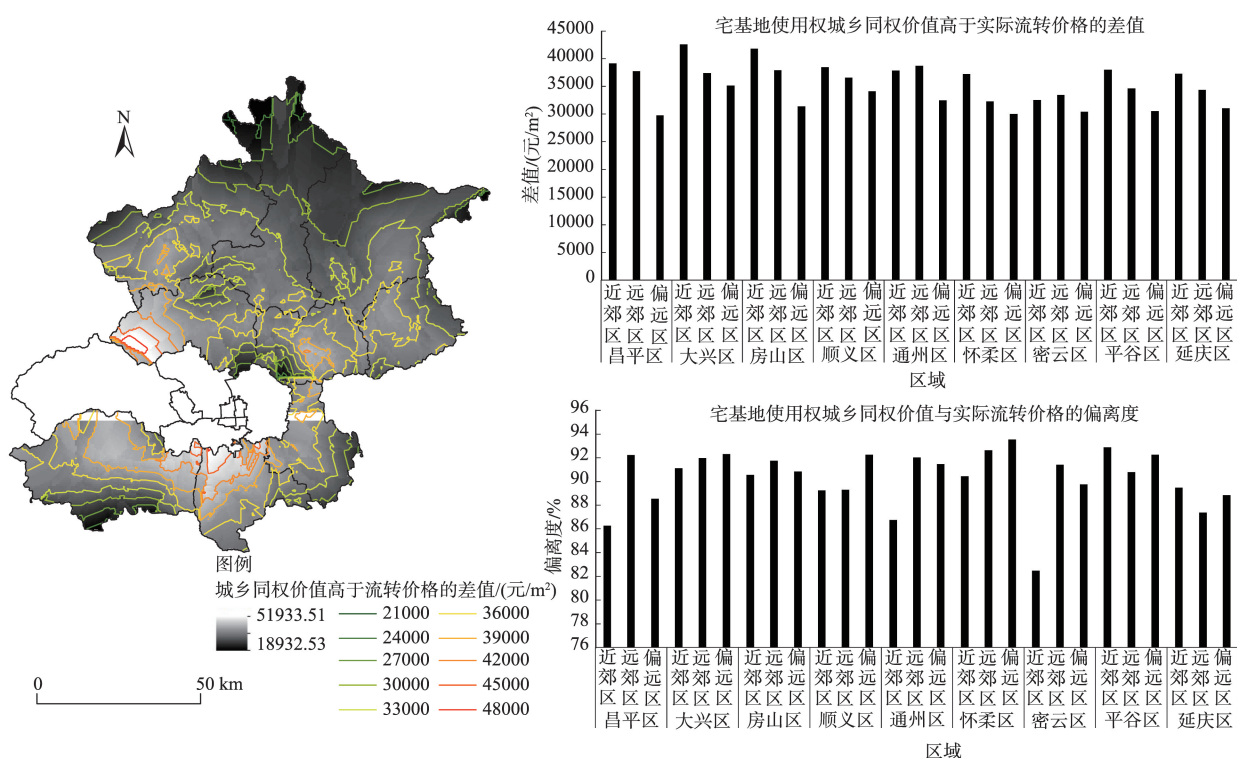 N
图例
城乡同权价值高于流转价格的差值/(元/m²)
51933.51
18932.53
21000
24000
27000
30000
33000
36000
39000
42000
45000
48000
0
50 km
宅基地使用权城乡同权价值高于实际流转价格的差值
差值/(元/m²)
45000
40000
35000
30000
25000
20000
15000
10000
5000
0
近郊区 远郊区 偏远区 近郊区 远郊区 偏远区 近郊区 远郊区 偏远区 近郊区 远郊区 偏远区 近郊区 远郊区 偏远区 近郊区 远郊区 偏远区 近郊区 远郊区 偏远区 近郊区 远郊区 偏远区 近郊区 远郊区 偏远区
昌平区 大兴区 房山区 顺义区 通州区 怀柔区 密云区 平谷区 延庆区
区域
宅基地使用权城乡同权价值与实际流转价格的偏离度
偏离度/%
96
94
92
90
88
86
84
82
80
78
76
近郊区 远郊区 偏远区 近郊区 远郊区 偏远区 近郊区 远郊区 偏远区 近郊区 远郊区 偏远区 近郊区 远郊区 偏远区 近郊区 远郊区 偏远区 近郊区 远郊区 偏远区 近郊区 远郊区 偏远区 近郊区 远郊区 偏远区
昌平区 大兴区 房山区 顺义区 通州区 怀柔区 密云区 平谷区 延庆区
区域